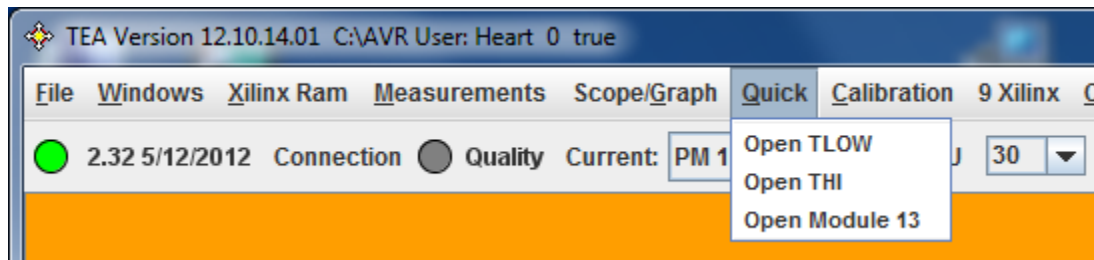 TEA Version 12.10.14.01 C:\AVR User: Heart 0 true
File Windows Xilinx Ram Measurements Scope/Graph Quick Calibration 9 Xilinx
2.32 5/12/2012 Connection Quality Current: PM 1 30
Open TLOW
Open THI
Open Module 13